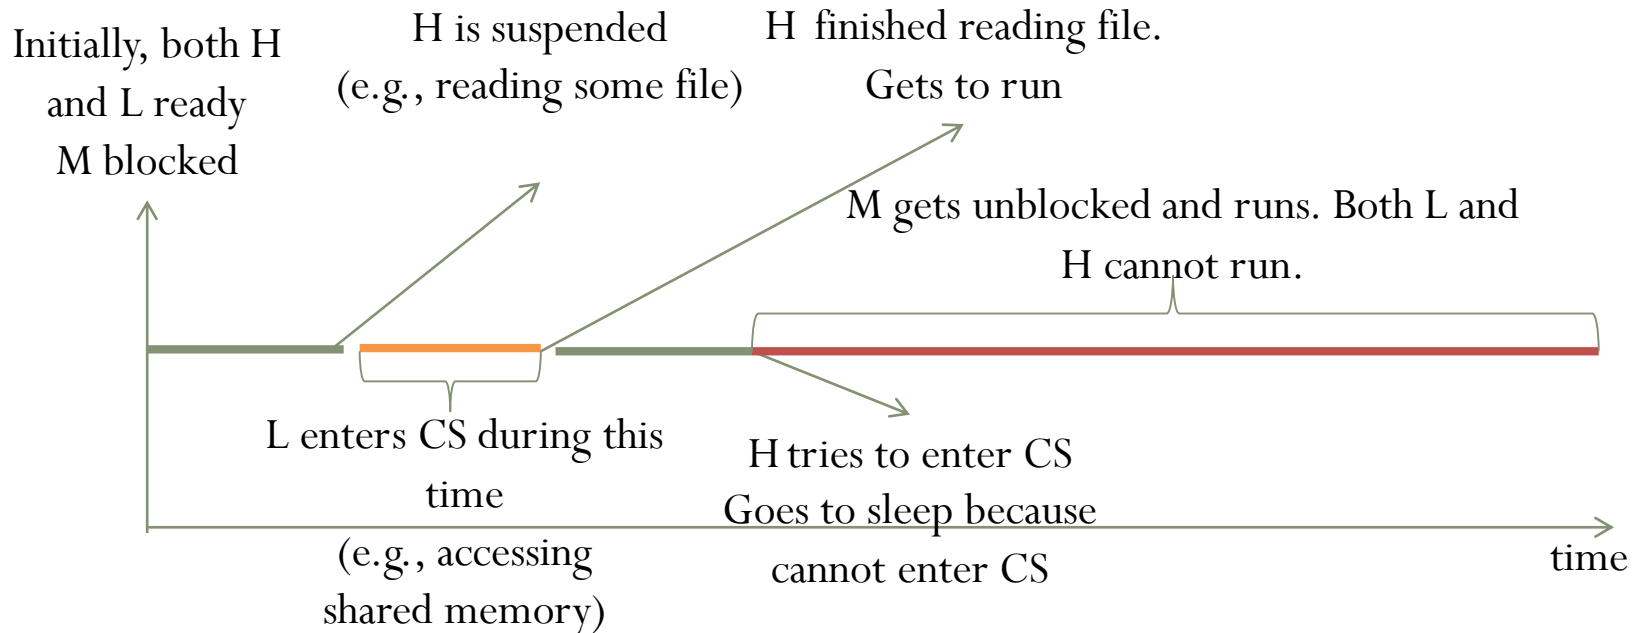 Initially, both H
and L ready
M blocked
H is suspended
(e.g., reading some file)
H finished reading file.
Gets to run
M gets unblocked and runs. Both L and
H cannot run.
L enters CS during this
time
(e.g., accessing
shared memory)
H tries to enter CS
Goes to sleep because
cannot enter CS
time